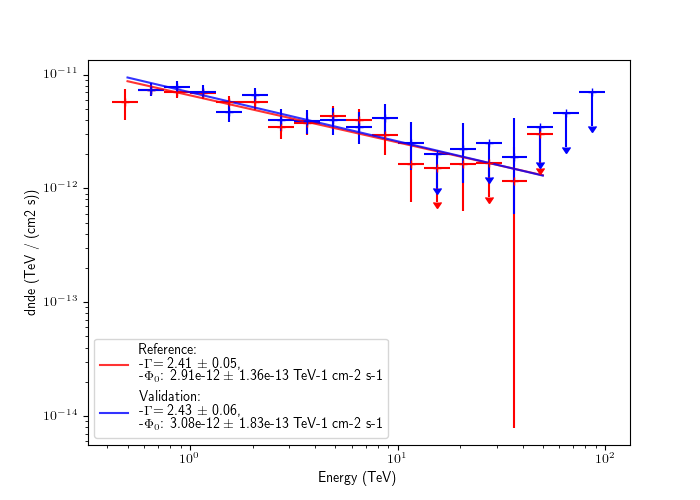 10⁻¹¹
10⁻¹²
10⁻¹³
10⁻¹⁴
dnde (TeV / (cm2 s))
Reference:
-Γ= 2.41 ± 0.05,
-Φ₀: 2.91e-12 ± 1.36e-13 TeV-1 cm-2 s-1
Validation:
-Γ= 2.43 ± 0.06,
-Φ₀: 3.08e-12 ± 1.83e-13 TeV-1 cm-2 s-1
10⁰ 10¹ 10²
Energy (TeV)